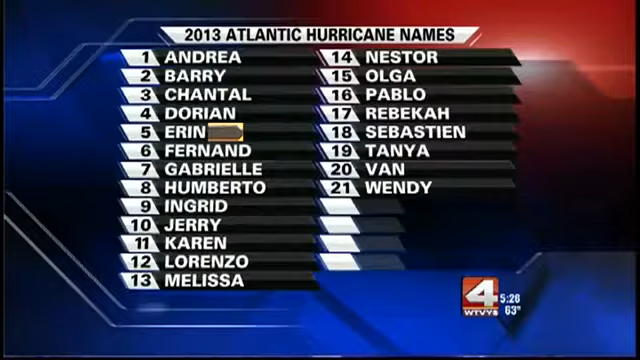 2013 ATLANTIC HURRICANE NAMES
1 ANDREA
2 BARRY
3 CHANTAL
4 DORIAN
5 ERIN
6 FERNAND
7 GABRIELLE
8 HUMBERTO
9 INGRID
10 JERRY
11 KAREN
12 LORENZO
13 MELISSA
14 NESTOR
15 OLGA
16 PABLO
17 REBEKAH
18 SEBASTIEN
19 TANYA
20 VAN
21 WENDY
4
WTVY
5:26
63°